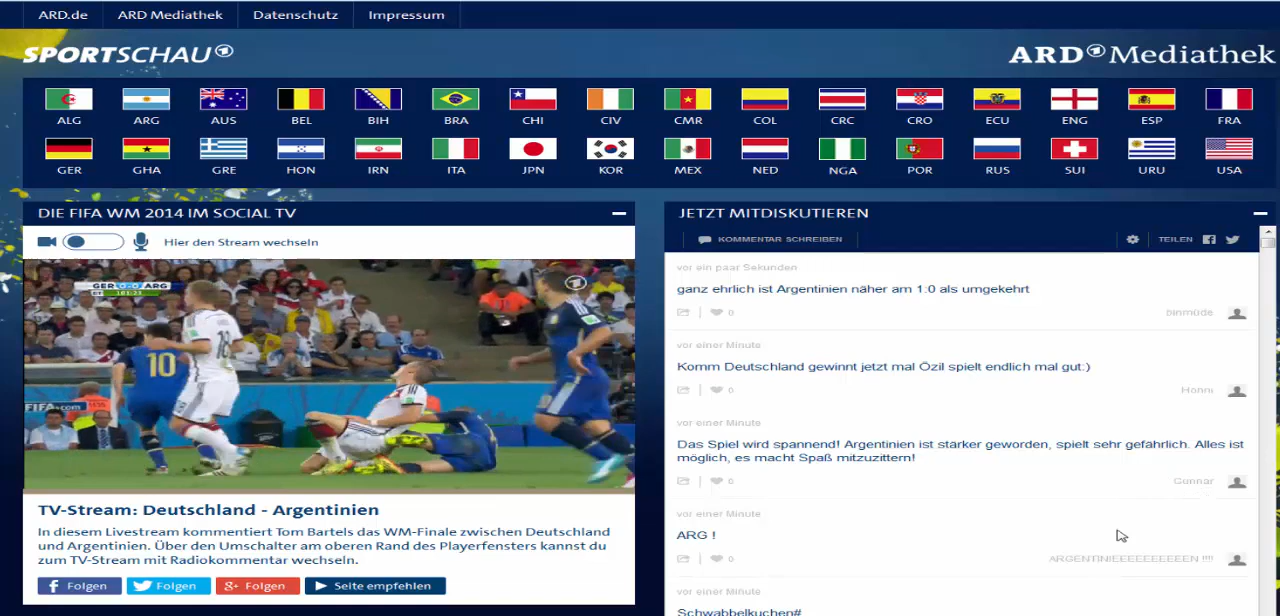 ARD.de ARD Mediathek Datenschutz Impressum
SPORTSCHAU
ARD Mediathek
ALG ARG AUS BEL BIH BRA CHI CIV CMR COL CRC CRO ECU ENG ESP FRA
GER GHA GRE HON IRN ITA JPN KOR MEX NED NGA POR RUS SUI URU USA
DIE FIFA WM 2014 IM SOCIAL TV
Hier den Stream wechseln
GER 0:0 ARG
10
18
FIFA.com
TV-Stream: Deutschland - Argentinien
In diesem Livestream kommentiert Tom Bartels das WM-Finale zwischen Deutschland
und Argentinien. Über den Umschalter am oberen Rand des Playerfensters kannst du
zum TV-Stream mit Radiokommentar wechseln.
Folgen Folgen Folgen Seite empfehlen
JETZT MITDISKUTIEREN
KOMMENTAR SCHREIBEN TEILEN
vor ein paar Sekunden
ganz ehrlich ist Argentinien näher am 1:0 als umgekehrt
0 binmüde
vor einer Minute
Komm Deutschland gewinnt jetzt mal Özil spielt endlich mal gut:)
0 Honni
vor einer Minute
Das Spiel wird spannend! Argentinien ist stärker geworden, spielt sehr gefährlich. Alles ist
möglich, es macht Spaß mitzuzittern!
0 Gunnar
vor einer Minute
ARG !
0
vor einer Minute
Schwabbelkuchen#